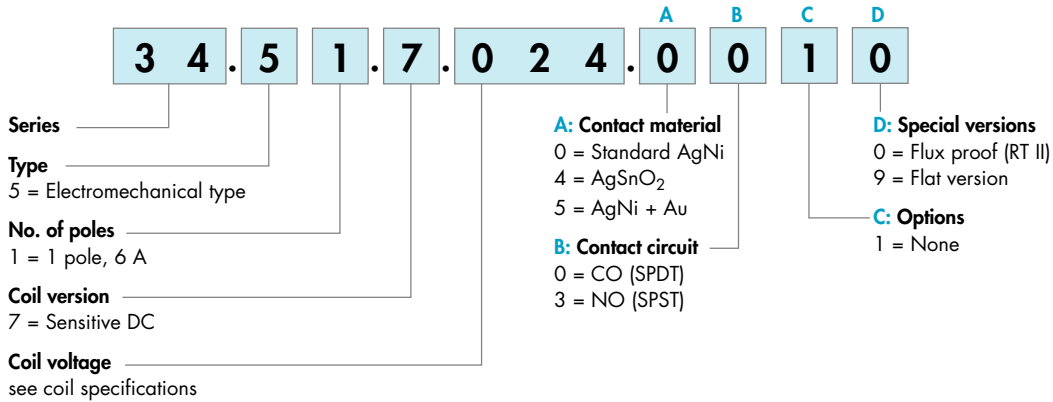 A B C D
3 4 . 5 1 . 7 . 0 2 4 . 0 0 1 0
Series
Type
5 = Electromechanical type
No. of poles
1 = 1 pole, 6 A
Coil version
7 = Sensitive DC
Coil voltage
see coil specifications
A: Contact material
0 = Standard AgNi
4 = AgSnO₂
5 = AgNi + Au
B: Contact circuit
0 = CO (SPDT)
3 = NO (SPST)
D: Special versions
0 = Flux proof (RT II)
9 = Flat version
C: Options
1 = None